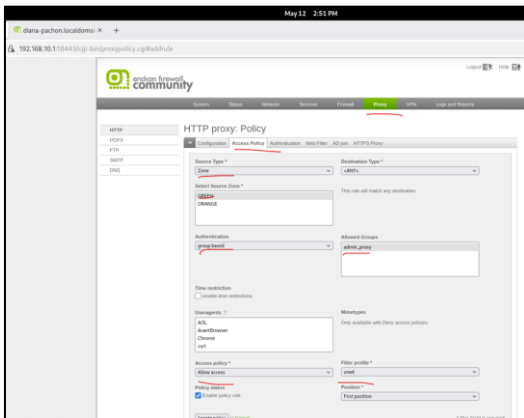 May 12 2:51 PM
diana-pachon.localdomai × +
192.168.10.1:10443/cgi-bin/proxypolicy.cgi#addrule
endian firewall
community
Logout Help
System Status Network Services Firewall Proxy VPN Logs and Reports
HTTP
POP3
FTP
SMTP
DNS
HTTP proxy: Policy
» Configuration Access Policy Authentication Web Filter AD join HTTPS Proxy
Source Type * Destination Type *
Zone <ANY>
Select Source Zone * This rule will match any destination
GREEN
ORANGE
Authentication Allowed Groups
group based admin_proxy
Time restriction
enable time restrictions
Useragents ? Mimetypes
AOL Only available with Deny access policies.
AvantBrowser
Chrome
curl
Access policy * Filter profile *
Allow access unad
Policy status Position *
Enable policy rule First position